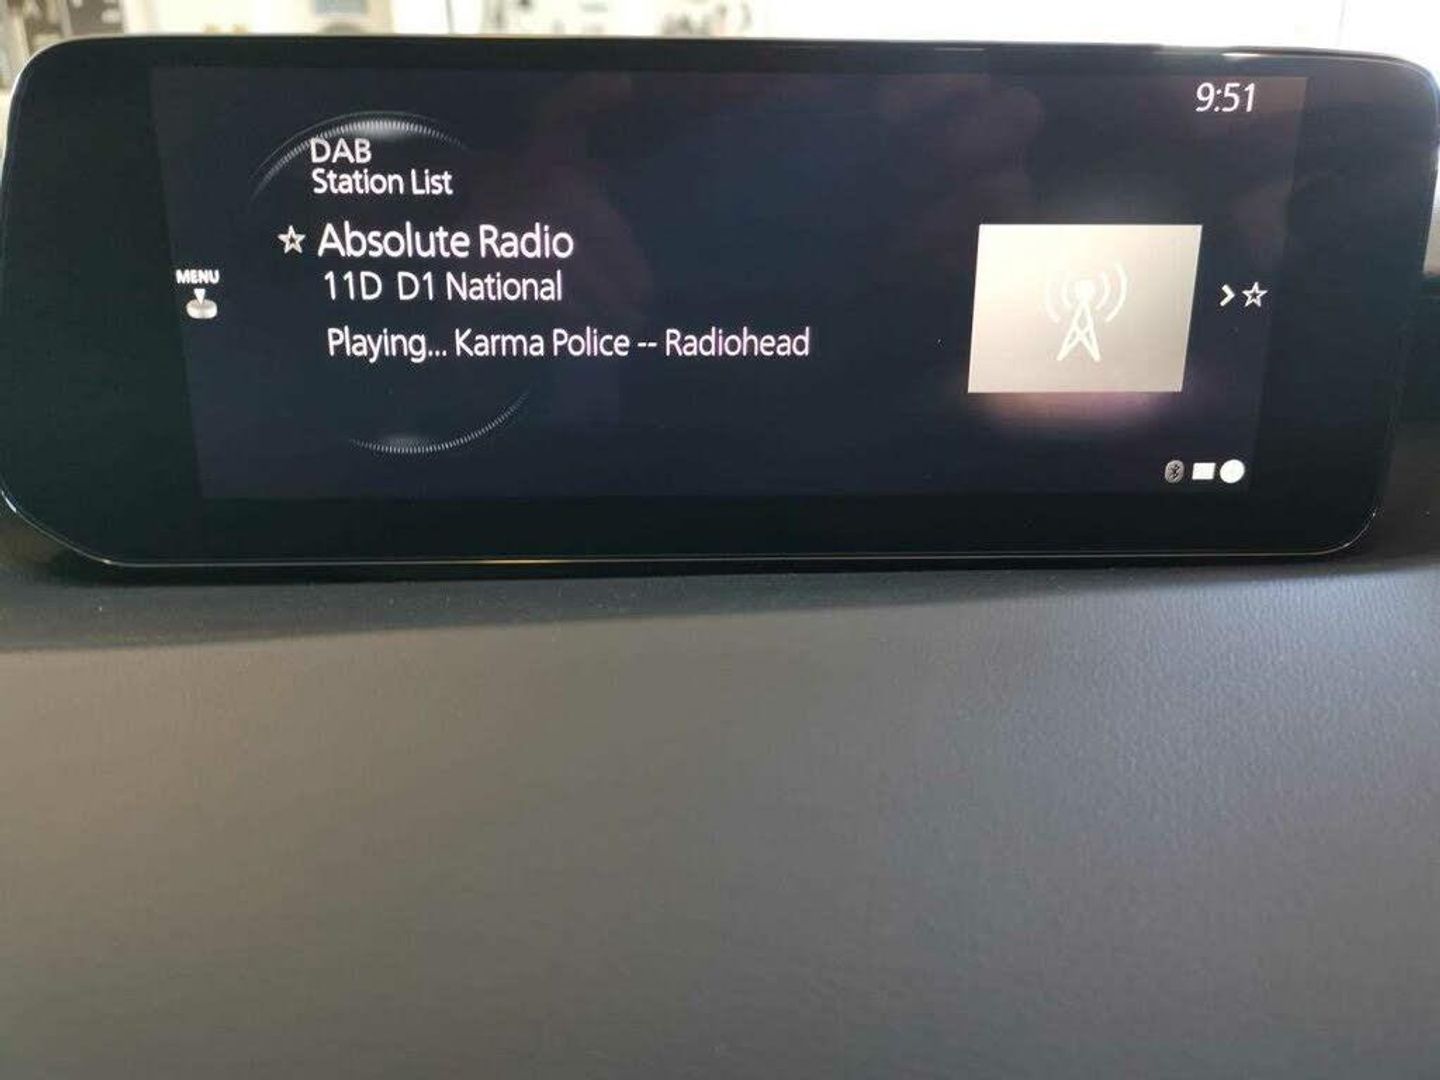 9:51
DAB
Station List
Absolute Radio
11D D1 National
MENU
Playing... Karma Police -- Radiohead